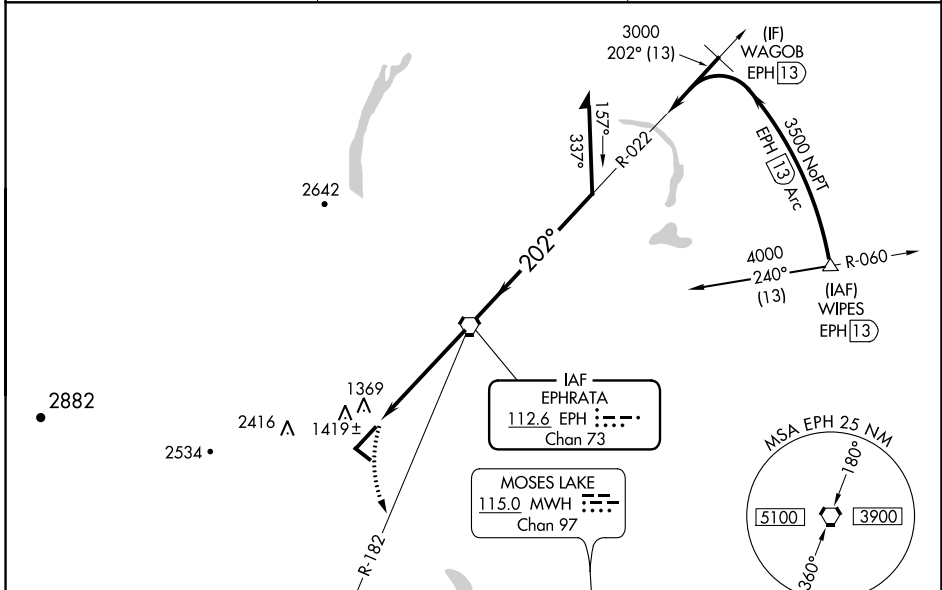 3000
202° (13)
(IF)
WAGOB
EPH 13
157°
337°
R-022
3500 NoPT
EPH 13 Arc
2642
202°
4000
240°
(13)
R-060
(IAF)
WIPES
EPH 13
IAF
EPHRATA
112.6 EPH
Chan 73
2882
1369
2416
1419±
2534
MOSES LAKE
115.0 MWH
Chan 97
R-182
MSA EPH 25 NM
180°
5100
3900
360°